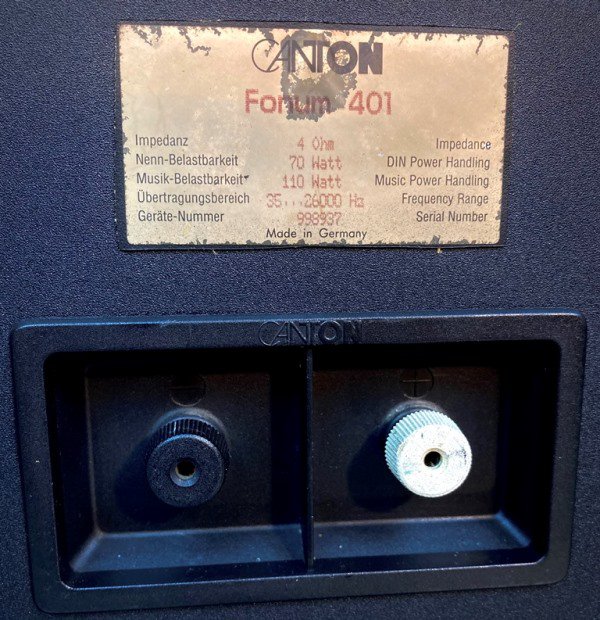 CANTON
Forum 401
Impedanz 4 Ohm Impedance
Nenn-Belastbarkeit 70 Watt DIN Power Handling
Musik-Belastbarkeit 110 Watt Music Power Handling
Übertragungsbereich 35...26000 Hz Frequency Range
Geräte-Nummer 998937 Serial Number
Made in Germany
CANTON
- +